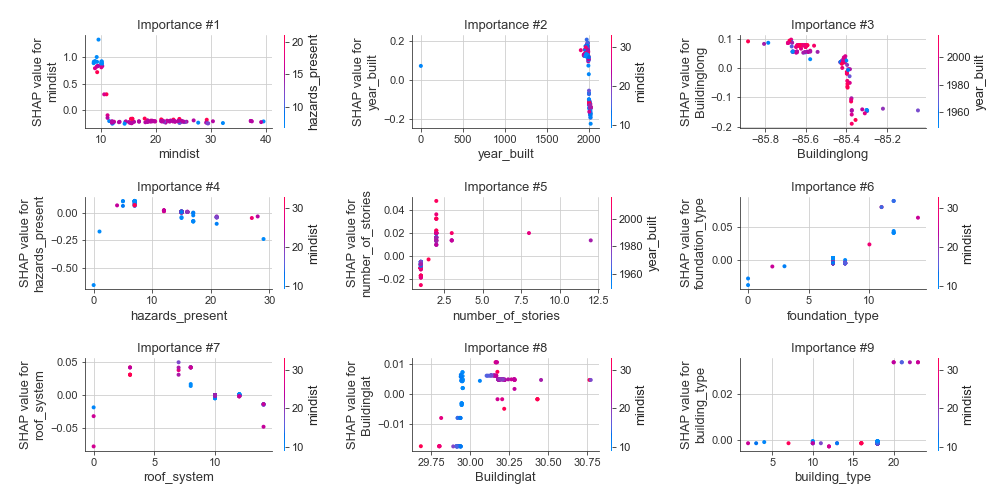 Importance #1
Importance #2
Importance #3
SHAP value for
mindist
1.0
0.5
0.0
10
20
30
40
mindist
20
15
10
hazards_present
SHAP value for
year_built
0.2
0.0
−0.2
0
500
1000
1500
2000
year_built
30
20
10
mindist
SHAP value for
Buildinglong
0.1
0.0
−0.1
−0.2
−85.8
−85.6
−85.4
−85.2
Buildinglong
2000
1980
1960
year_built
Importance #4
Importance #5
Importance #6
SHAP value for
hazards_present
0.00
−0.25
−0.50
0
10
20
30
hazards_present
30
20
10
mindist
SHAP value for
number_of_stories
0.04
0.02
0.00
−0.02
2.5
5.0
7.5
10.0
12.5
number_of_stories
2000
1980
1960
year_built
SHAP value for
foundation_type
0.05
0.00
0
5
10
foundation_type
30
20
10
mindist
Importance #7
Importance #8
Importance #9
SHAP value for
roof_system
0.05
0.00
−0.05
0
5
10
roof_system
30
20
10
mindist
SHAP value for
Buildinglat
0.01
0.00
−0.01
29.75
30.00
30.25
30.50
30.75
Buildinglat
30
20
10
mindist
SHAP value for
building_type
0.02
0.00
5
10
15
20
building_type
30
20
10
mindist